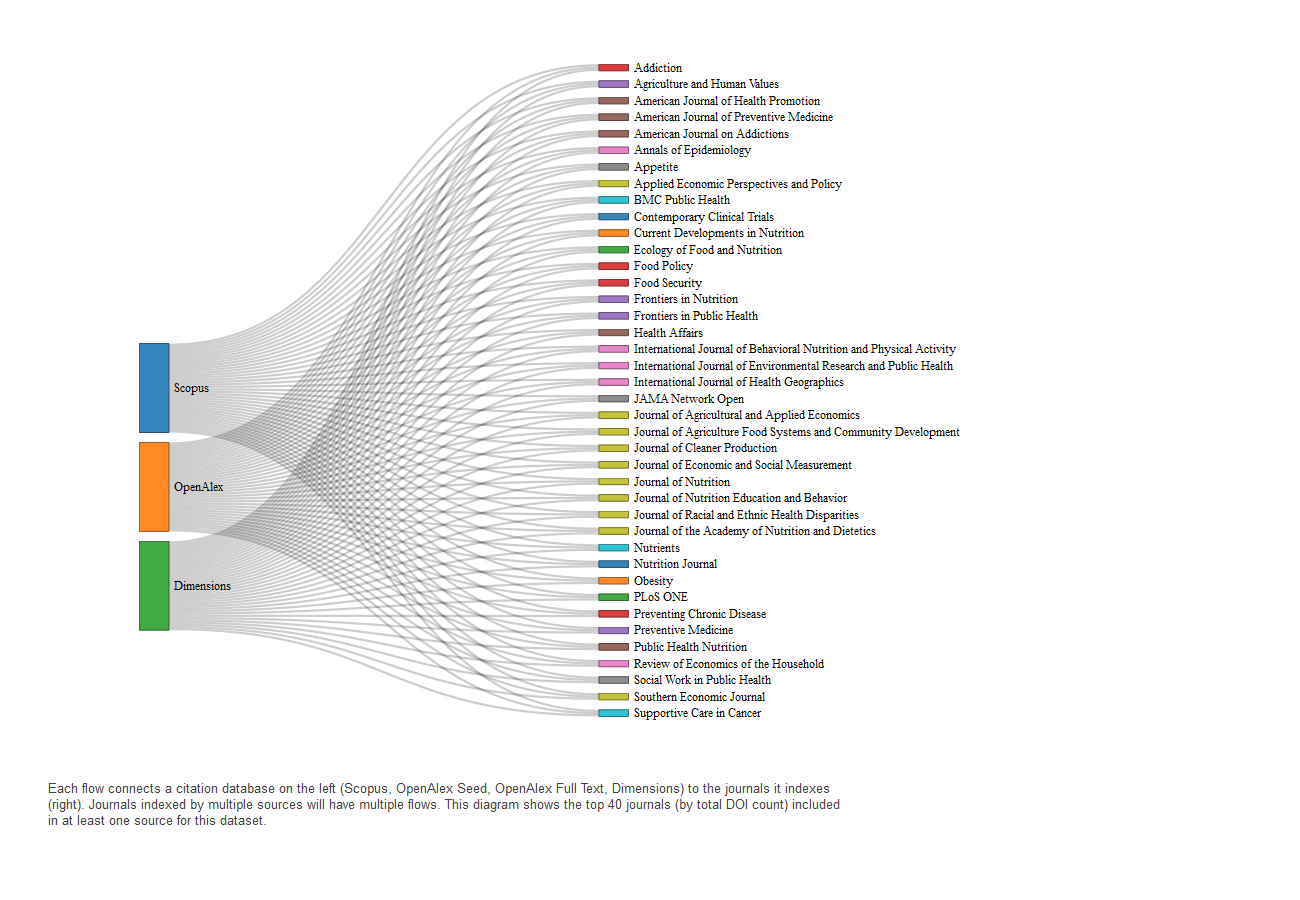 Addiction
Agriculture and Human Values
American Journal of Health Promotion
American Journal of Preventive Medicine
American Journal on Addictions
Annals of Epidemiology
Appetite
Applied Economic Perspectives and Policy
BMC Public Health
Contemporary Clinical Trials
Current Developments in Nutrition
Ecology of Food and Nutrition
Food Policy
Food Security
Frontiers in Nutrition
Frontiers in Public Health
Health Affairs
International Journal of Behavioral Nutrition and Physical Activity
International Journal of Environmental Research and Public Health
International Journal of Health Geographics
JAMA Network Open
Journal of Agricultural and Applied Economics
Journal of Agriculture Food Systems and Community Development
Journal of Cleaner Production
Journal of Economic and Social Measurement
Journal of Nutrition
Journal of Nutrition Education and Behavior
Journal of Racial and Ethnic Health Disparities
Journal of the Academy of Nutrition and Dietetics
Nutrients
Nutrition Journal
Obesity
PLoS ONE
Preventing Chronic Disease
Preventive Medicine
Public Health Nutrition
Review of Economics of the Household
Social Work in Public Health
Southern Economic Journal
Supportive Care in Cancer
Scopus
OpenAlex
Dimensions
Each flow connects a citation database on the left (Scopus, OpenAlex Seed, OpenAlex Full Text, Dimensions) to the journals it indexes
(right). Journals indexed by multiple sources will have multiple flows. This diagram shows the top 40 journals (by total DOI count) included
in at least one source for this dataset.